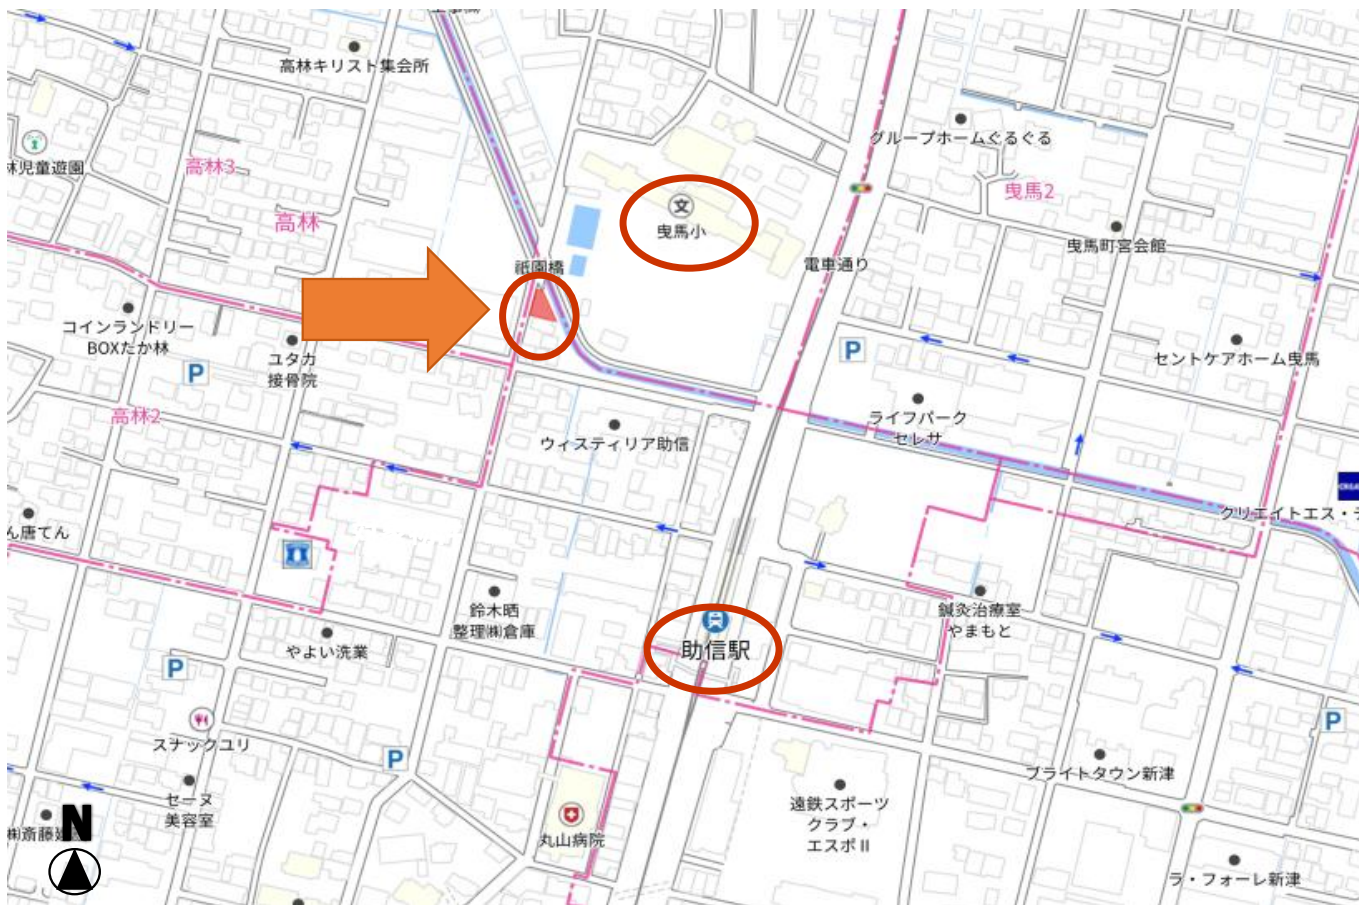 高林キリスト集会所
グループホームぐるぐる
林児童遊園
高林3
曳馬2
高林
曳馬小
曳馬町宮会館
祇園橋
電車通り
コインランドリー
BOXたか林
ユタカ
接骨院
P
P
セントケアホーム曳馬
高林2
ライフパーク
セレサ
ウィスティリア助信
ん唐てん
クリエイトエス・デ
鈴木晒
整理㈱倉庫
鍼灸治療室
やまもと
やよい洗業
助信駅
P
スナックユリ
P
P
セーヌ
美容室
ブライトタウン新津
遠鉄スポーツ
クラブ・
エスポⅡ
N
丸山病院
ラ・フォーレ新津